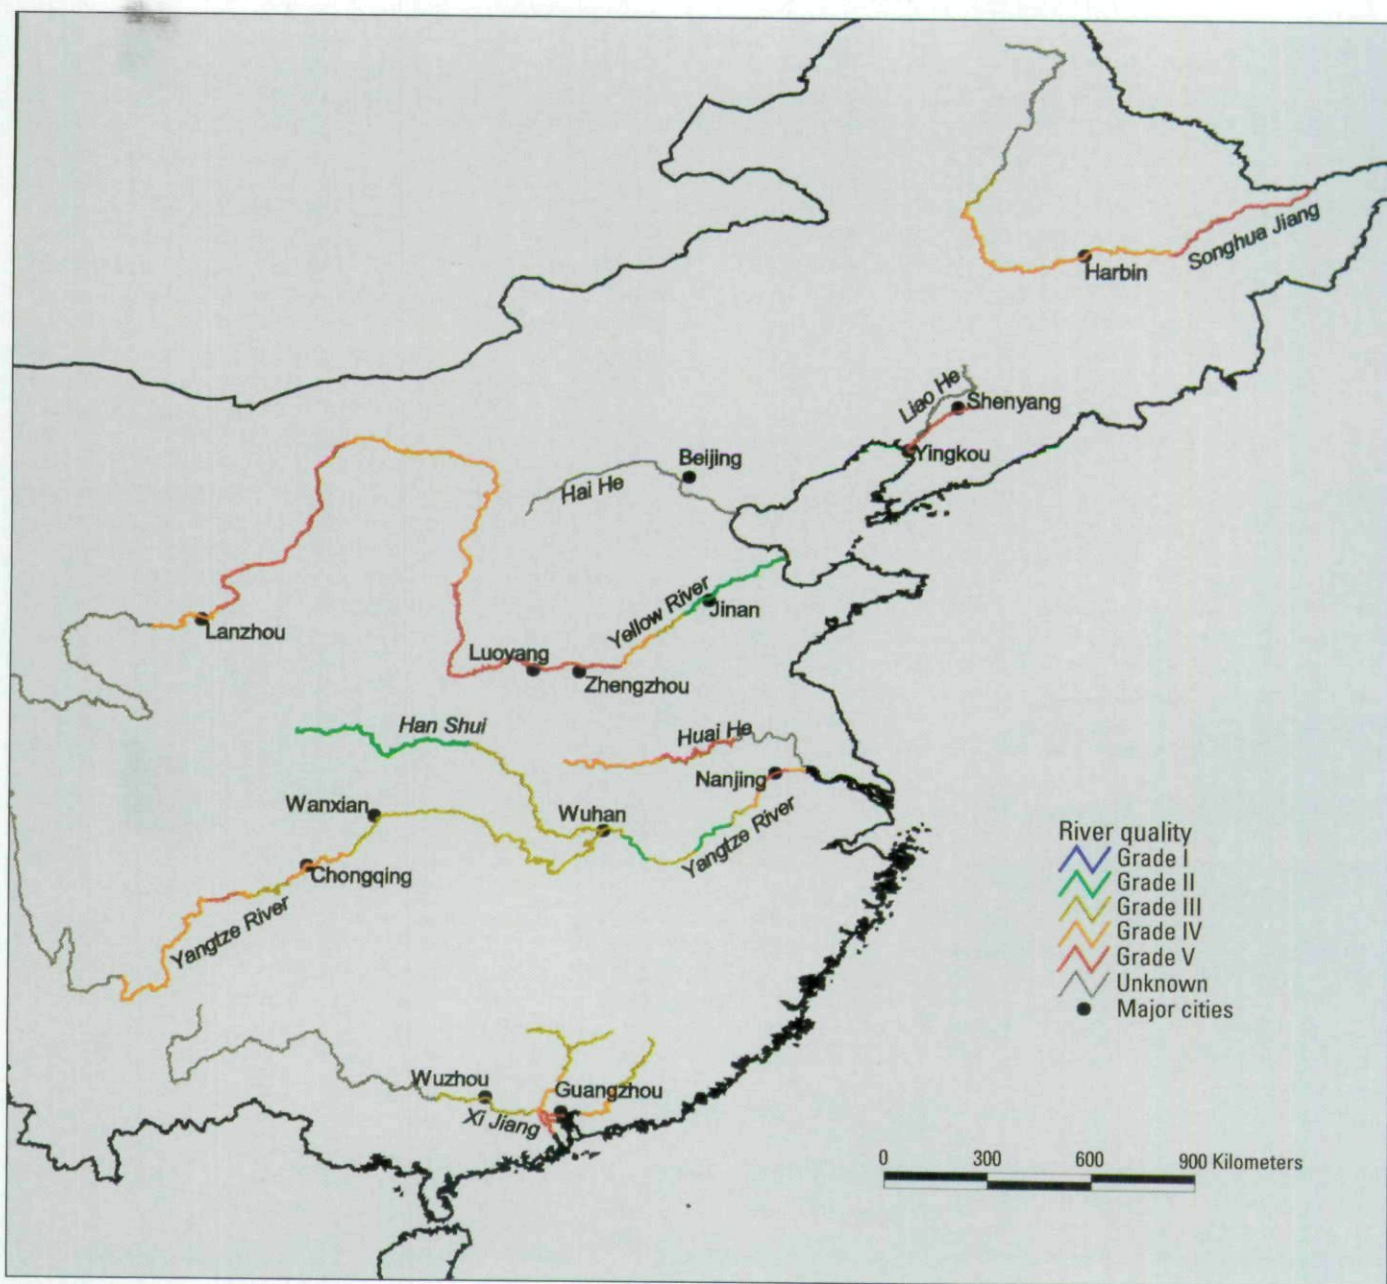 Songhua Jiang
Harbin
Liao He
Shenyang
Yingkou
Beijing
Hai He
Yellow River
Jinan
Lanzhou
Luoyang
Zhengzhou
Han Shui
Huai He
Nanjing
Wanxian
Wuhan
Yangtze River
Chongqing
Yangtze River
River quality
Grade I
Grade II
Grade III
Grade IV
Grade V
Unknown
Major cities
Wuzhou
Guangzhou
Xi Jiang
0 300 600 900 Kilometers